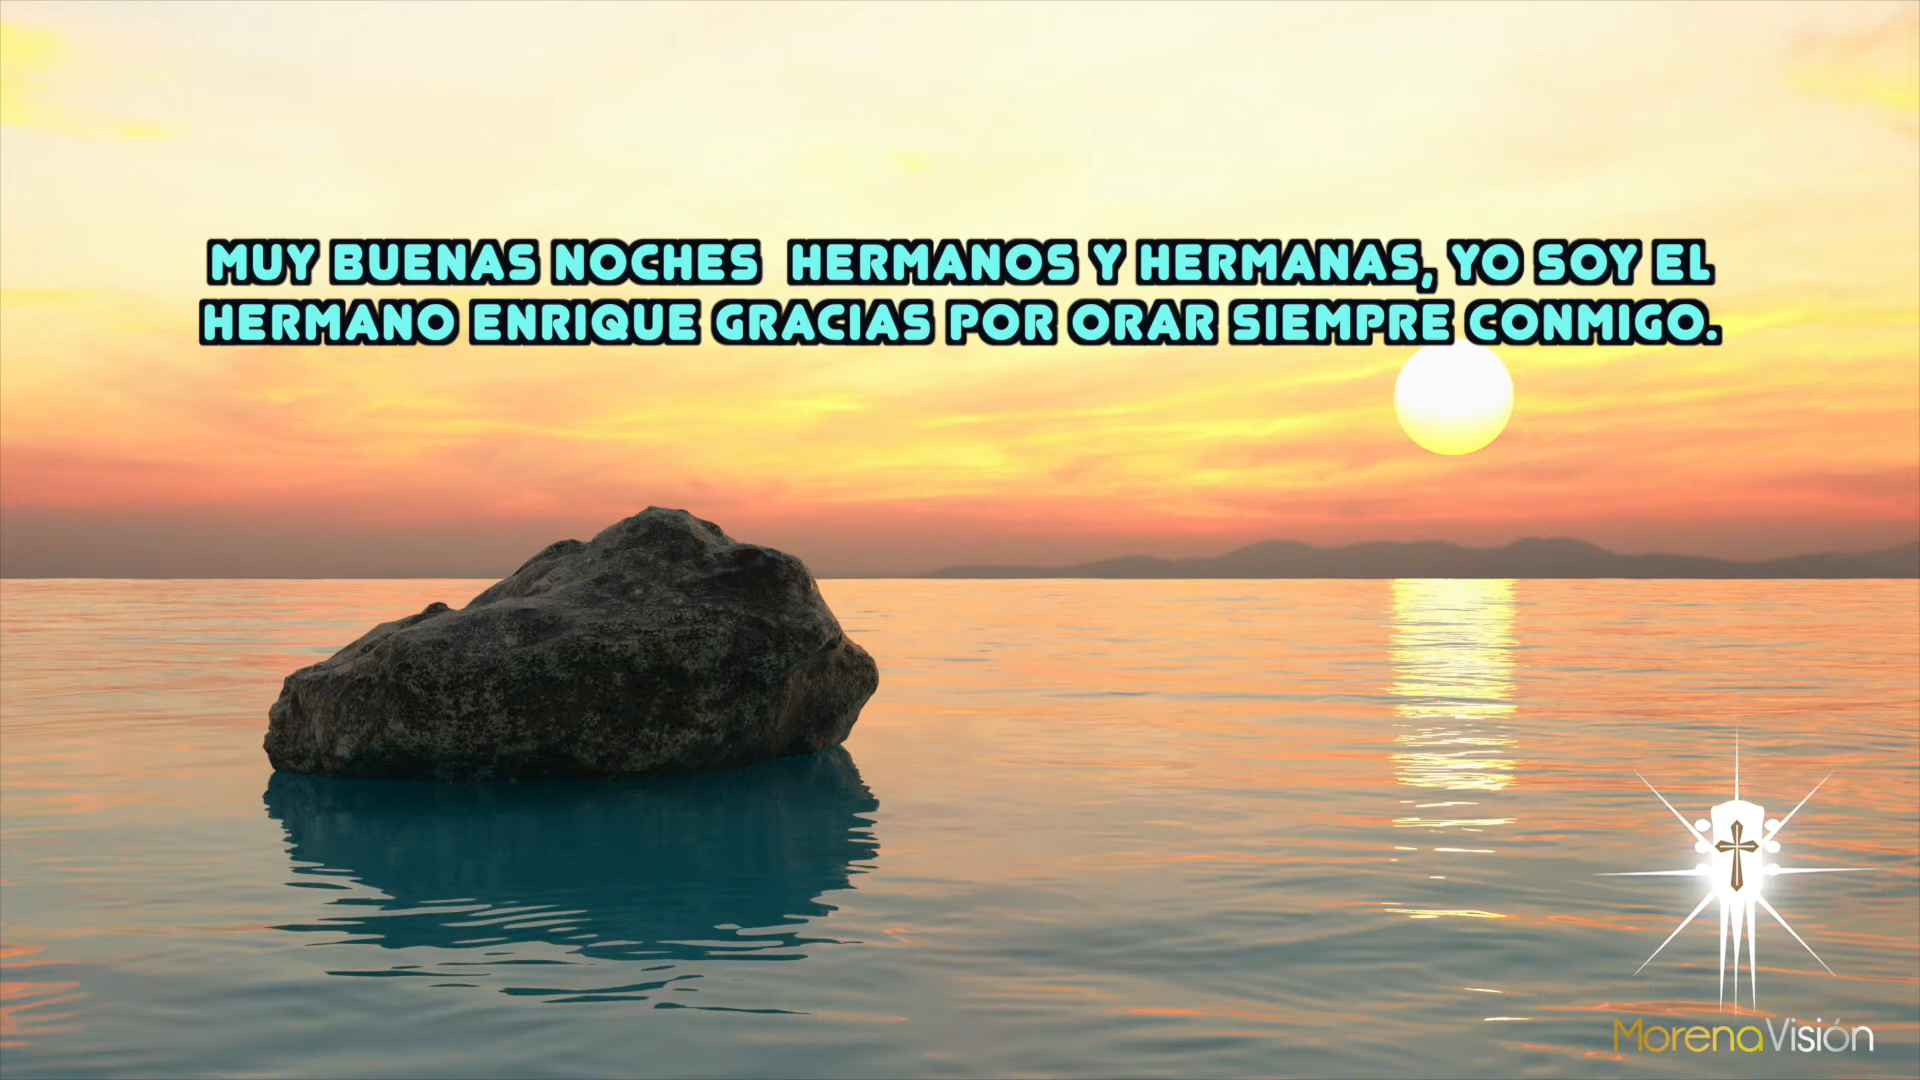 MUY BUENAS NOCHES  HERMANOS Y HERMANAS, YO SOY EL
HERMANO ENRIQUE GRACIAS POR ORAR SIEMPRE CONMIGO.
MorenaVisión